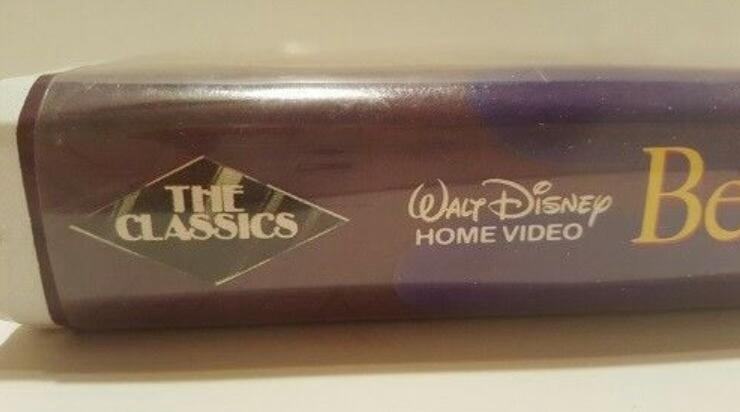 THE
CLASSICS
WALT DISNEY
HOME VIDEO
Be